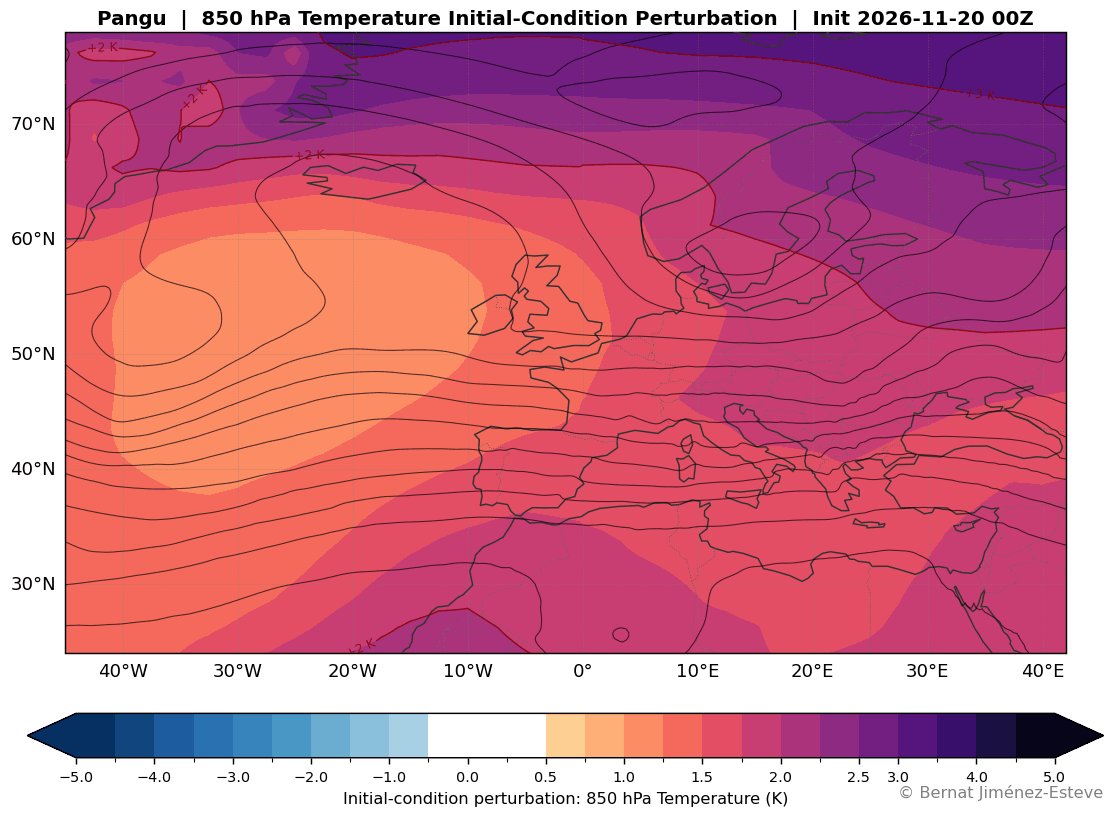 Pangu | 850 hPa Temperature Initial-Condition Perturbation | Init 2026-11-20 00Z
+2 K
+2 K
+3 K
+2 K
+2 K
70°N
60°N
50°N
40°N
30°N
40°W 30°W 20°W 10°W 0° 10°E 20°E 30°E 40°E
−5.0 −4.0 −3.0 −2.0 −1.0 0.0 0.5 1.0 1.5 2.0 2.5 3.0 4.0 5.0
Initial-condition perturbation: 850 hPa Temperature (K)
© Bernat Jiménez-Esteve